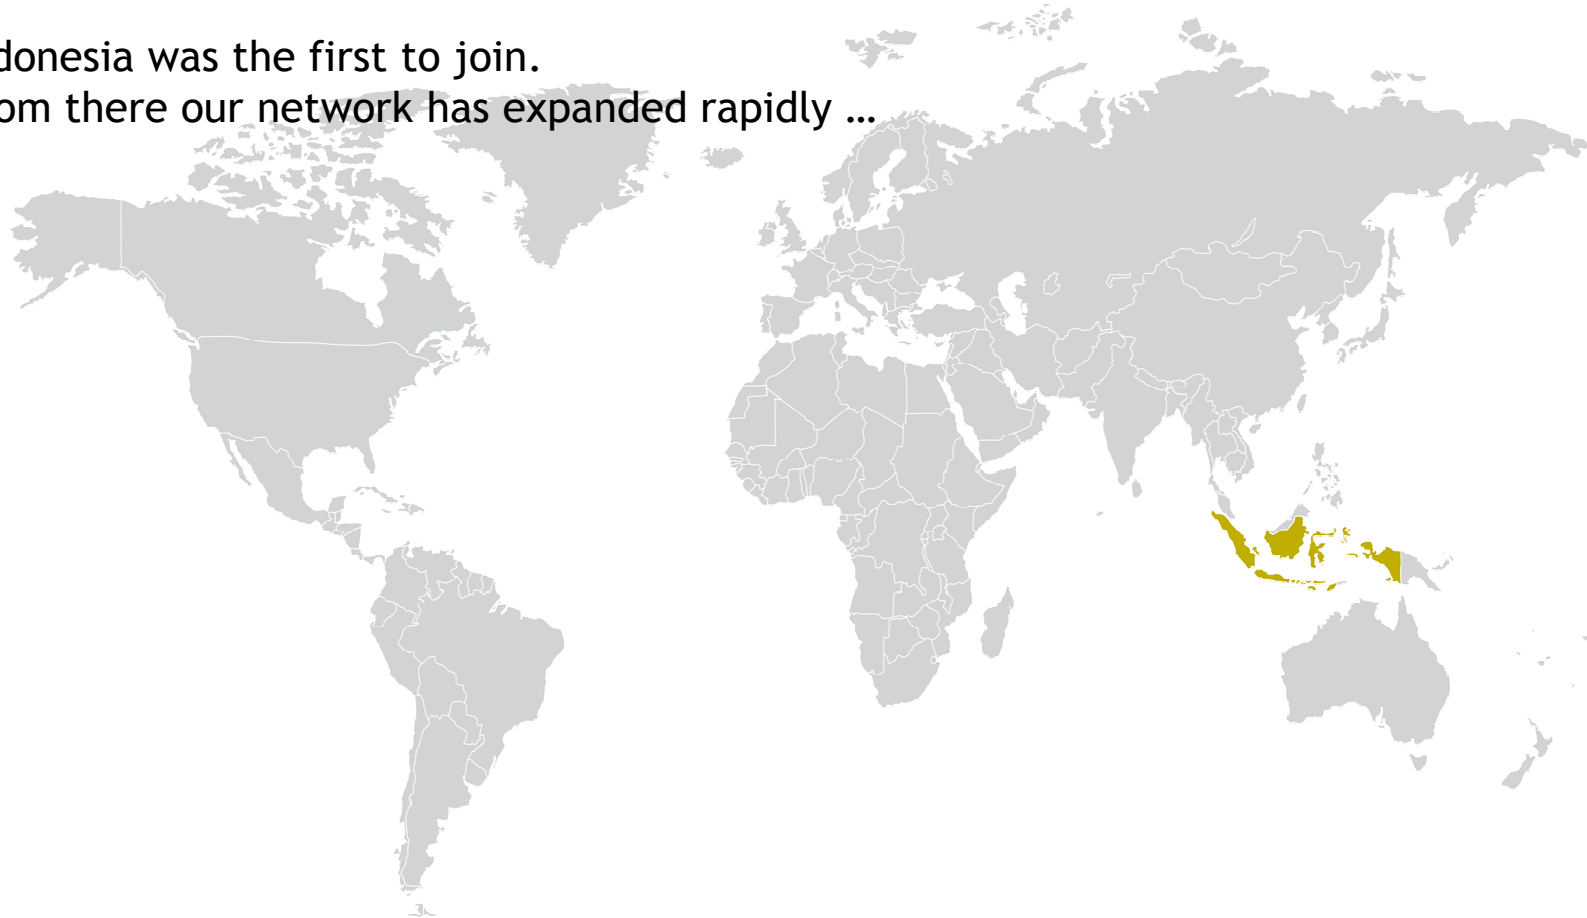 donesia was the first to join.
om there our network has expanded rapidly …